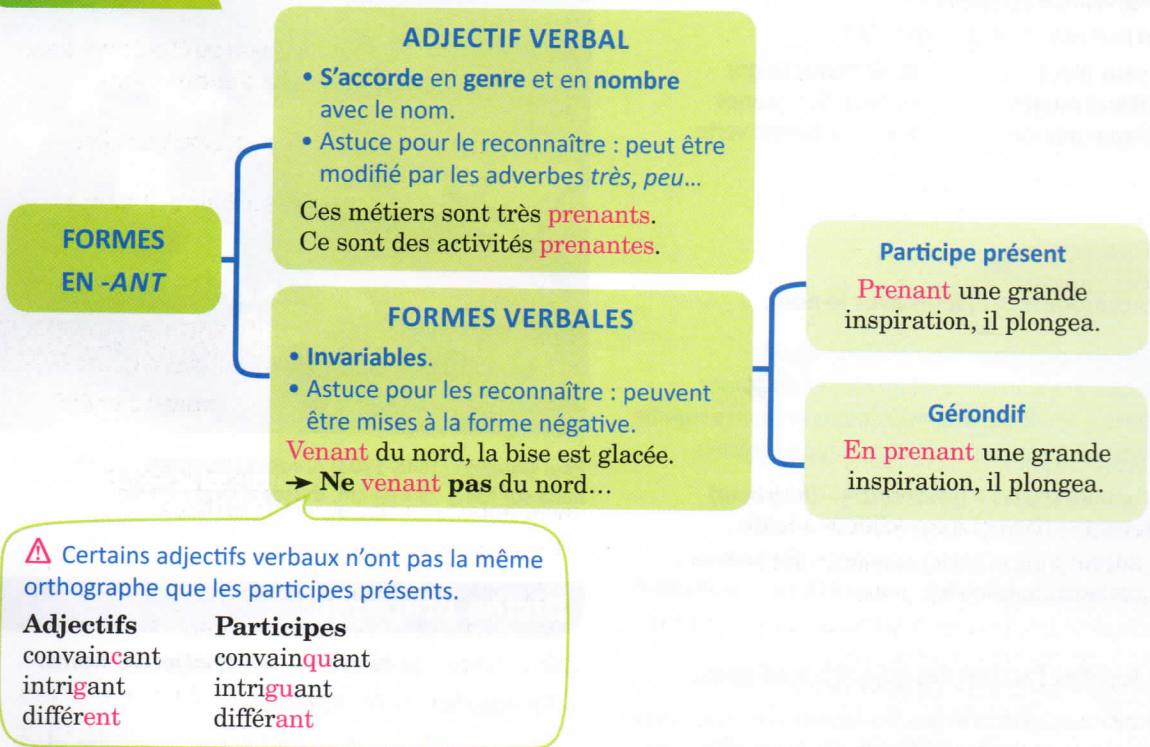 ADJECTIF VERBAL
• S'accorde en genre et en nombre
avec le nom.
• Astuce pour le reconnaître : peut être
modifié par les adverbes très, peu…
Ces métiers sont très prenants.
Ce sont des activités prenantes.
FORMES
EN -ANT
FORMES VERBALES
• Invariables.
• Astuce pour les reconnaître : peuvent
être mises à la forme négative.
Venant du nord, la bise est glacée.
→ Ne venant pas du nord…
Participe présent
Prenant une grande
inspiration, il plongea.
Gérondif
En prenant une grande
inspiration, il plongea.
⚠ Certains adjectifs verbaux n'ont pas la même
orthographe que les participes présents.
Adjectifs Participes
convaincant convainquant
intrigant intriguant
différent différant